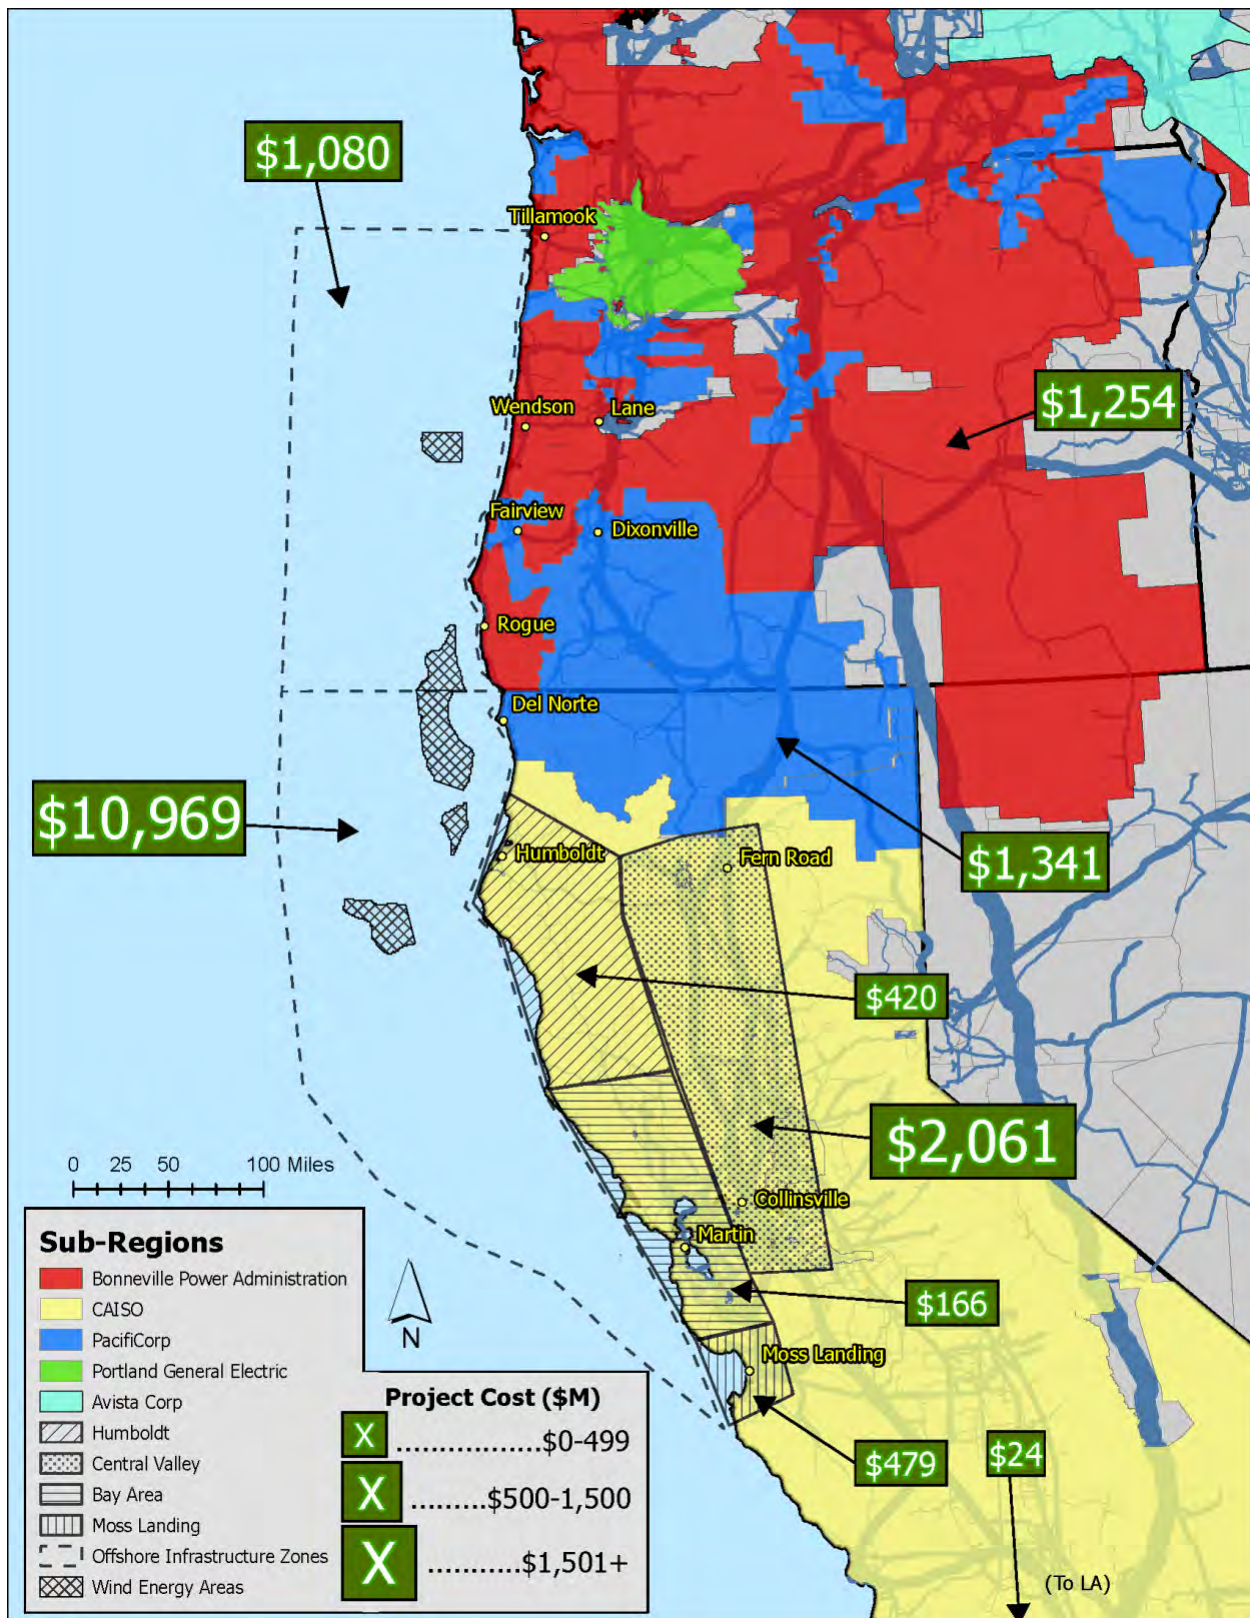 $1,080
Tillamook
$1,254
Wendson
Lane
Fairview
Dixonville
Rogue
Del Norte
$10,969
Humboldt
Fern Road
$1,341
$420
$2,061
0 25 50 100 Miles
Collinsville
Martin
$166
Moss Landing
$479
$24
(To LA)
N
Sub-Regions
Bonneville Power Administration
CAISO
PacifiCorp
Portland General Electric
Avista Corp
Humboldt
Central Valley
Bay Area
Moss Landing
Offshore Infrastructure Zones
Wind Energy Areas
Project Cost ($M)
X .................$0-499
X .........$500-1,500
X ...........$1,501+